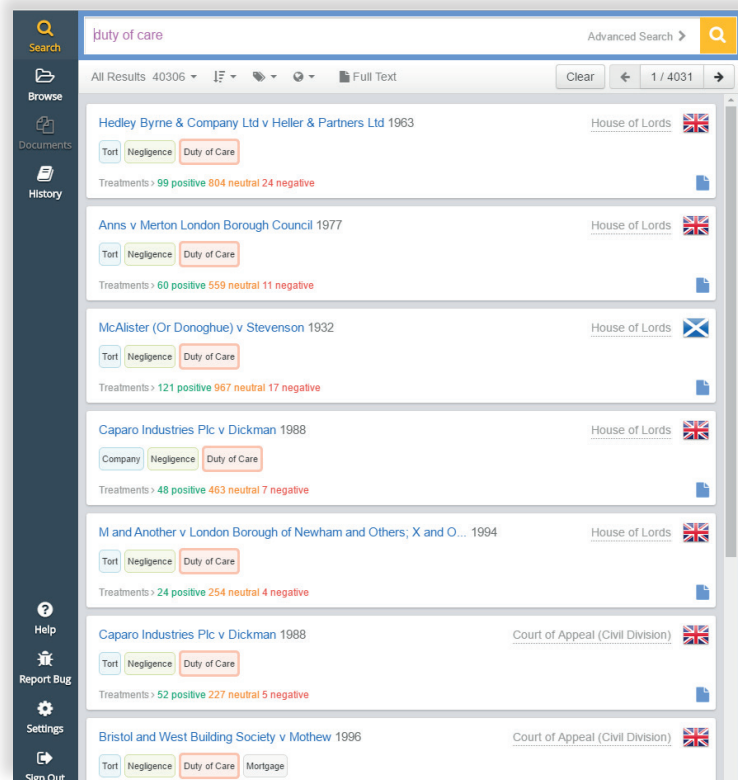 Search
Browse
Documents
History
Help
Report Bug
Settings
Sign Out
duty of care
Advanced Search
All Results 40306
Full Text
Clear
1 / 4031
Hedley Byrne & Company Ltd v Heller & Partners Ltd 1963
House of Lords
Tort Negligence Duty of Care
Treatments > 99 positive 804 neutral 24 negative
Anns v Merton London Borough Council 1977
House of Lords
Tort Negligence Duty of Care
Treatments > 60 positive 559 neutral 11 negative
McAlister (Or Donoghue) v Stevenson 1932
House of Lords
Tort Negligence Duty of Care
Treatments > 121 positive 967 neutral 17 negative
Caparo Industries Plc v Dickman 1988
House of Lords
Company Negligence Duty of Care
Treatments > 48 positive 463 neutral 7 negative
M and Another v London Borough of Newham and Others; X and O... 1994
House of Lords
Tort Negligence Duty of Care
Treatments > 24 positive 254 neutral 4 negative
Caparo Industries Plc v Dickman 1988
Court of Appeal (Civil Division)
Tort Negligence Duty of Care
Treatments > 52 positive 227 neutral 5 negative
Bristol and West Building Society v Mothew 1996
Court of Appeal (Civil Division)
Tort Negligence Duty of Care Mortgage